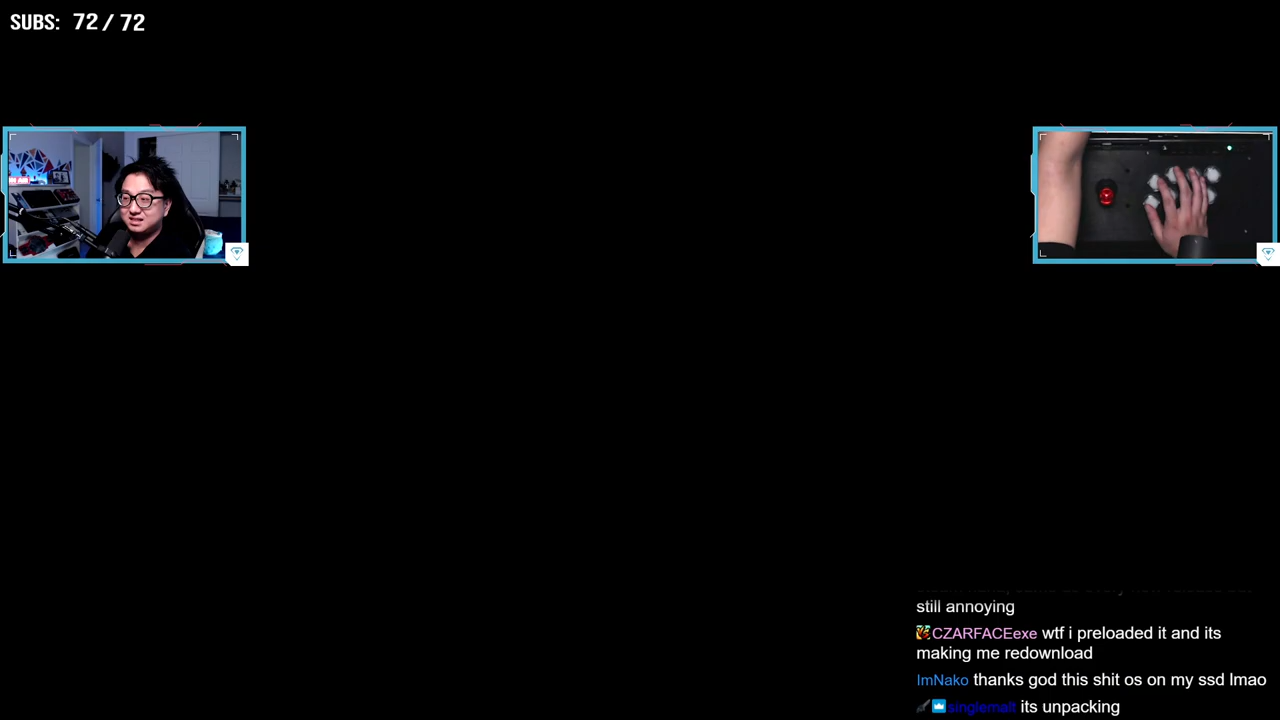 SUBS: 72 / 72
still annoying
CZARFACEexe wtf i preloaded it and its
making me redownload
ImNako thanks god this shit os on my ssd lmao
singlemalt its unpacking